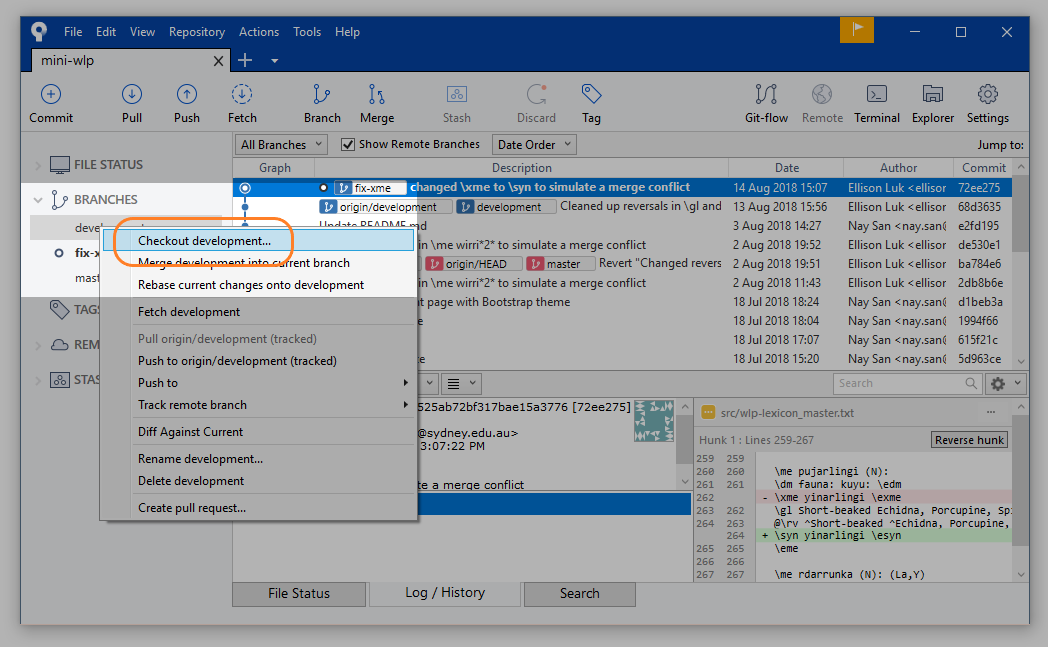 File Edit View Repository Actions Tools Help
mini-wlp
Commit Pull Push Fetch Branch Merge Stash Discard Tag Git-flow Remote Terminal Explorer Settings
All Branches Show Remote Branches Date Order Jump to:
Graph Description Date Author Commit
FILE STATUS
BRANCHES
fix-xme changed \xme to \syn to simulate a merge conflict 14 Aug 2018 15:07 Ellison Luk <ellison 72ee275
origin/development development Cleaned up reversals in \gl and 13 Aug 2018 15:56 Ellison Luk <ellison 68d3635
Update README.md 3 Aug 2018 14:27 Nay San <nay.san@ e2fd195
in \me wirri*2* to simulate a merge conflict 2 Aug 2018 19:52 Ellison Luk <ellison de530e1
origin/HEAD master Revert "Changed revers 2 Aug 2018 19:51 Ellison Luk <ellison ba784e6
in \me wirri*2* to simulate a merge conflict 2 Aug 2018 11:43 Ellison Luk <ellison 2db8b6e
page with Bootstrap theme 18 Jul 2018 18:24 Nay San <nay.san@ d1beb3a
18 Jul 2018 18:04 Nay San <nay.san@ 1994f66
18 Jul 2018 17:07 Nay San <nay.san@ 615f21c
18 Jul 2018 15:20 Nay San <nay.san@ 5d963ce
Checkout development...
Merge development into current branch
Rebase current changes onto development
Fetch development
Pull origin/development (tracked)
Push to origin/development (tracked)
Push to
Track remote branch
Diff Against Current
Rename development...
Delete development
Create pull request...
fix-x
mast
TAGS
REM
STAS
Search
525ab72bf317bae15a3776 [72ee275]
@sydney.edu.au>
3:07:22 PM
te a merge conflict
src/wlp-lexicon_master.txt
Hunk 1 : Lines 259-267 Reverse hunk
259 259
260 260 \me pujarlingi (N):
261 261 \dm fauna: kuyu: \edm
262 - \xme yinarlingi \exme
263 262 \gl Short-beaked Echidna, Porcupine, Spi
264 263 @\rv ^Short-beaked ^Echidna, Porcupine,
264 + \syn yinarlingi \esyn
265 265 \eme
266 266
267 267 \me rdarrunka (N): (La,Y)
File Status Log / History Search